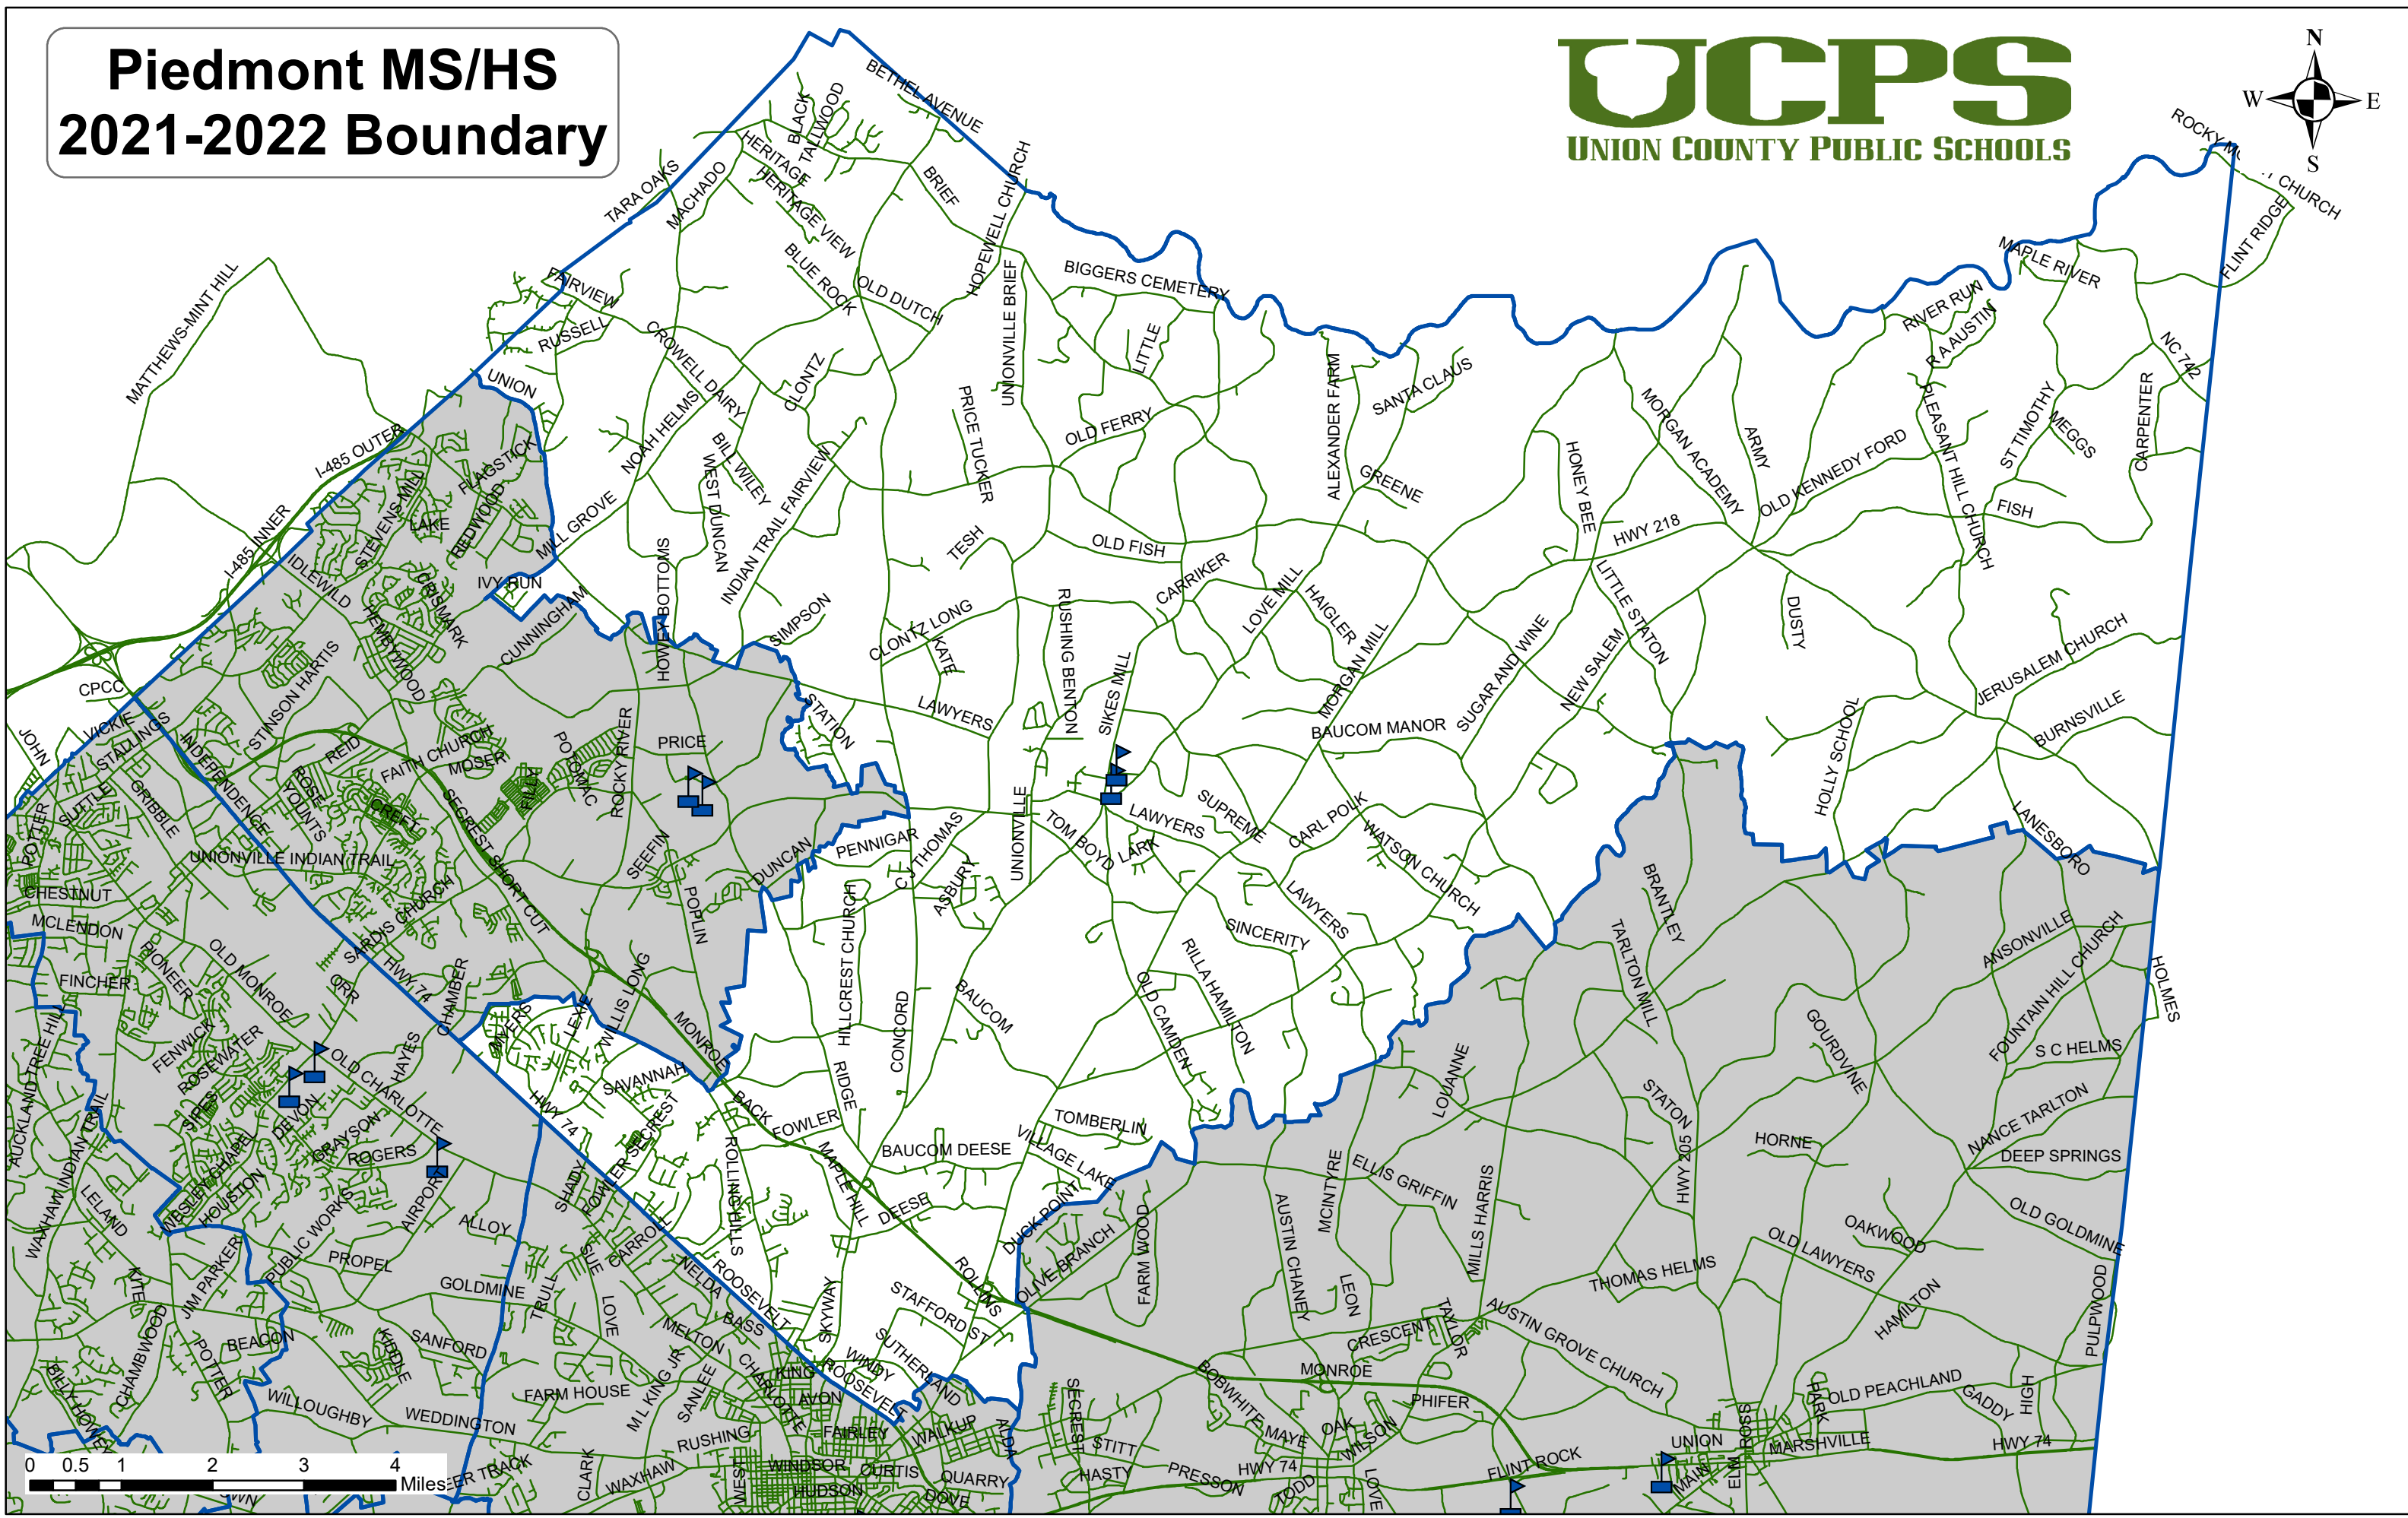 Piedmont MS/HS
2021-2022 Boundary
UCPS
UNION COUNTY PUBLIC SCHOOLS
N
W
E
S
BETHEL AVENUE
BLACK
TALLWOOD
HERITAGE
HERITAGE VIEW
TARA OAKS
MACHADO
BRIEF
HOPEWELL CHURCH
FLINT RIDGE
MAPLE RIVER
MATTHEWS-MINT HILL
FAIRVIEW
RUSSELL
BLUE ROCK
OLD DUTCH
UNIONVILLE BRIEF
BIGGERS CEMETERY
LITTLE
RIVER RUN
R A AUSTIN
NC 742
UNION
CROWELL DAIRY
CLONTZ
PRICE TUCKER
OLD FERRY
ALEXANDER FARM
SANTA CLAUS
GREENE
HONEY BEE
MORGAN ACADEMY
ARMY
OLD KENNEDY FORD
PLEASANT HILL CHURCH
ST TIMOTHY
MEGGS
CARPENTER
FISH
I-485 OUTER
I-485 INNER
FLAGSTICK
STEVENS MILL
LAKE
REDWOOD
NOAH HELMS
BILL WILEY
WEST DUNCAN
MILL GROVE
INDIAN TRAIL FAIRVIEW
TESH
OLD FISH
HWY 218
IDLEWILD
IVY RUN
CRISMARK
HEMBYWOOD
CUNNINGHAM
HOWEY BOTTOMS
SIMPSON
CLONTZ LONG
KATE
RUSHING BENTON
CARRIKER
LOVE MILL
HAIGLER
MORGAN MILL
LITTLE STATON
DUSTY
SUGAR AND WINE
NEW SALEM
JERUSALEM CHURCH
BURNSVILLE
HOLLY SCHOOL
LANESBORO
CPCC
JOHN
VICKIE
STALLINGS
STINSON HARTIS
REID
FAITH CHURCH
MOSER
POTOMAC
ROCKY RIVER
PRICE
STATION
LAWYERS
SIKES MILL
BAUCOM MANOR
INDEPENDENCE
ROSE
YOUNTS
CREFT
FILLY
SECREST SHORT CUT
SUTTLE
GRIBBLE
POTTER
UNIONVILLE INDIAN TRAIL
SEEFIN
DUNCAN
PENNIGAR
C J THOMAS
ASBURY
UNIONVILLE
TOM BOYD
LARK
LAWYERS
SUPREME
CARL POLK
WATSON CHURCH
LAWYERS
SINCERITY
BRANTLEY
TARLTON MILL
ANSONVILLE
FOUNTAIN HILL CHURCH
HOLMES
CHESTNUT
MCLENDON
SARDIS CHURCH
POPLIN
HILLCREST CHURCH
FINCHER
PIONEER
OLD MONROE
ORR
HWY 74
CHAMBER
MYERS
LEXIE
WILLIS LONG
MONROE
CONCORD
BAUCOM
OLD CAMDEN
RILLA HAMILTON
GOURDVINE
S C HELMS
AUCKLAND TREE HILL
FENWICK
ROSEWATER
SIPES
OLD CHARLOTTE
HAYES
SAVANNAH
BACK
FOWLER
RIDGE
TOMBERLIN
LOUANNE
STATON
HWY 205
HORNE
NANCE TARLTON
DEEP SPRINGS
WAXHAW INDIAN TRAIL
DEVON
GRAYSON
ROGERS
WESLEY CHAPEL
HOUSTON
HWY 74
SHADY
FOWLER SECREST
ROLLING HILLS
MAPLE HILL
BAUCOM DEESE
VILLAGE LAKE
DEESE
DUCK POINT
OLIVE BRANCH
FARM WOOD
MCINTYRE
ELLIS GRIFFIN
AUSTIN CHANEY
MILLS HARRIS
OAKWOOD
OLD LAWYERS
OLD GOLDMINE
LELAND
PUBLIC WORKS
AIRPORT
ALLOY
PROPEL
GOLDMINE
KITE
JIM PARKER
TRULL
SUE
CARROLL
NELDA
ROOSEVELT
SKYWAY
STAFFORD ST
ROLLINS
LEON
THOMAS HELMS
HAMILTON
PULPWOOD
LOVE
MELTON
BASS
SUTHERLAND
WINDY
ROOSEVELT
CRESCENT
TAYLOR
AUSTIN GROVE CHURCH
BEACON
KIDDLE
SANFORD
CHAMBWOOD
POTTER
BILLY HOWEY
WILLOUGHBY
WEDDINGTON
FARM HOUSE
M L KING JR
SANLEE
CHARLOTTE
KING
AVON
FAIRLEY
WALKUP
ALDA
SECREST
STITT
HASTY
BOBWHITE
MONROE
MAYE
OAK
WILSON
PHIFER
PRESSON
HWY 74
TODD
LOVE
FLINT ROCK
UNION
MAIN
ELM
ROSS
PARK
OLD PEACHLAND
GADDY
HIGH
MARSHVILLE
HWY 74
CLARK
WAXHAW
RUSHING
WEST
WINDSOR
HUDSON
CURTIS
QUARRY
DOVE
0 0.5 1 2 3 4
Miles